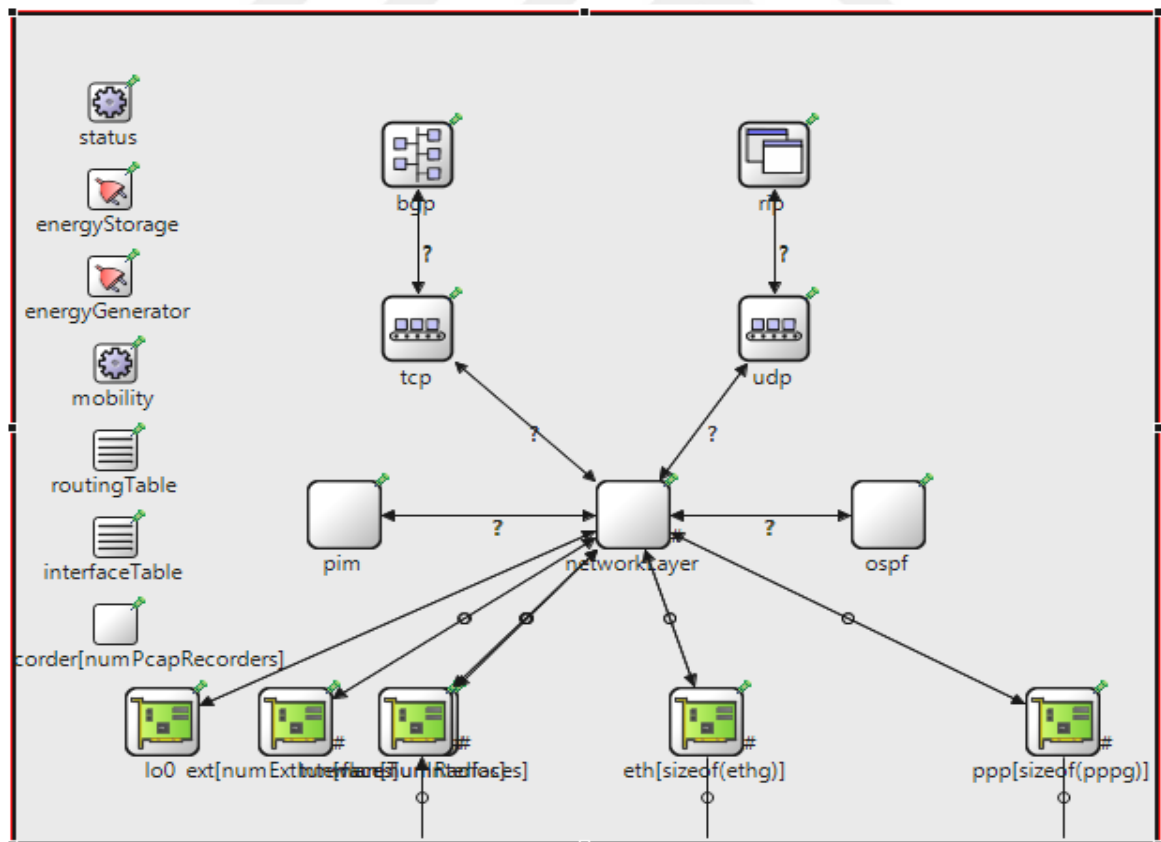 status
energyStorage
energyGenerator
mobility
routingTable
interfaceTable
corder[numPcapRecorders]
bgp
rip
?
?
tcp
udp
?
?
?
?
pim
networkLayer
#
ospf
lo0
#
#
eth[sizeof(ethg)]
#
ppp[sizeof(pppg)]
#